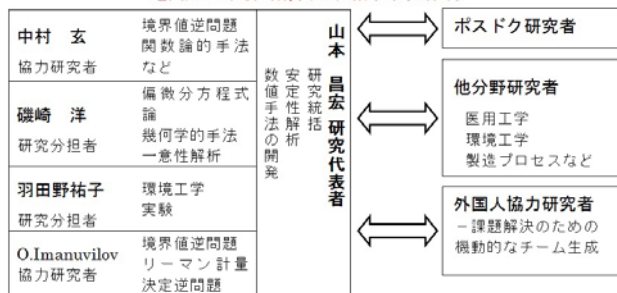 中村 玄
協力研究者
境界値逆問題
関数論的手法
など
磯崎 洋
研究分担者
偏微分方程式
論
幾何学的手法
一意性解析
羽田野祐子
研究分担者
環境工学
実験
O.Imanuvilov
協力研究者
境界値逆問題
リーマン計量
決定逆問題
山本 昌宏 研究代表者
研究統括
安定性解析
数値手法の開発
ポスドク研究者
他分野研究者
医用工学
環境工学
製造プロセスなど
外国人協力研究者
－課題解決のための
機動的なチーム生成